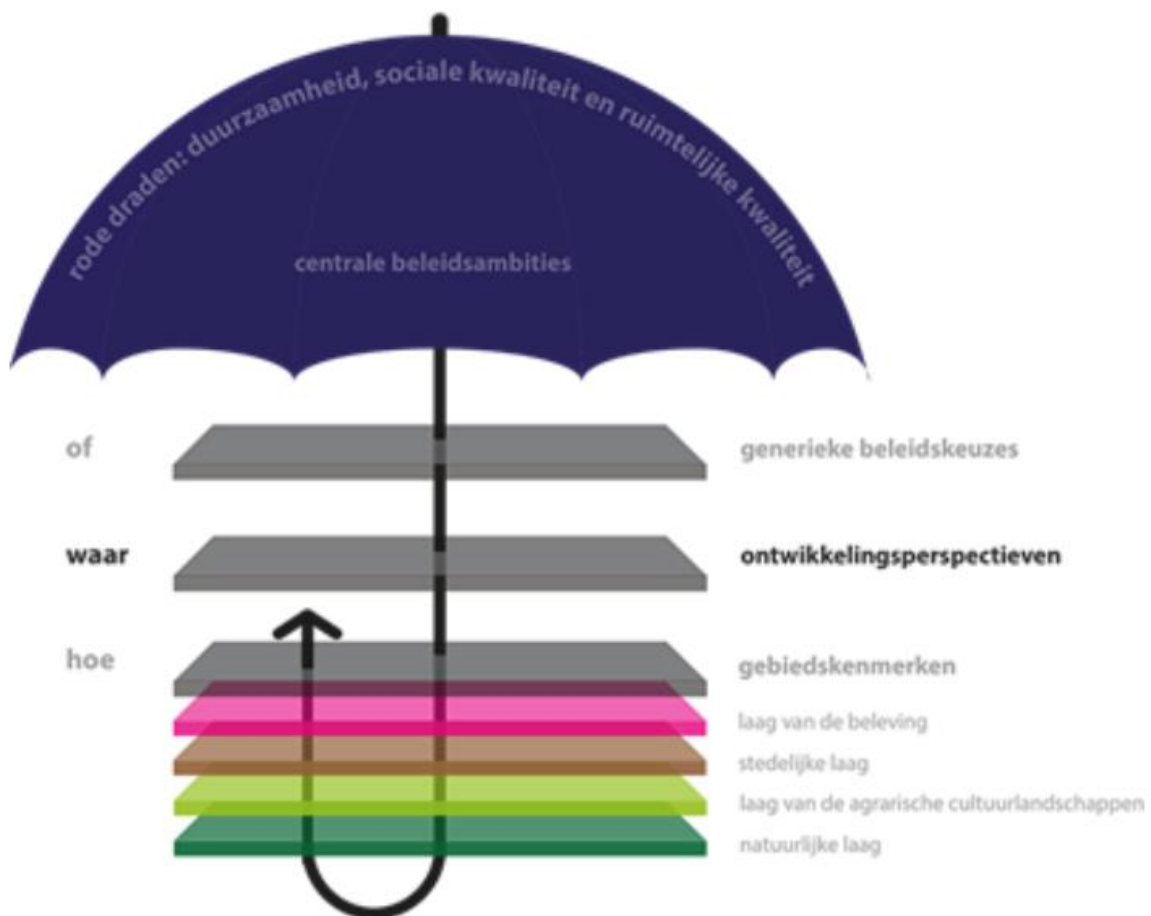 rode draden: duurzaamheid, sociale kwaliteit en ruimtelijke kwaliteit
centrale beleidsambities
of generieke beleidskeuzes
waar ontwikkelingsperspectieven
hoe gebiedskenmerken
laag van de beleving
stedelijke laag
laag van de agrarische cultuurlandschappen
natuurlijke laag